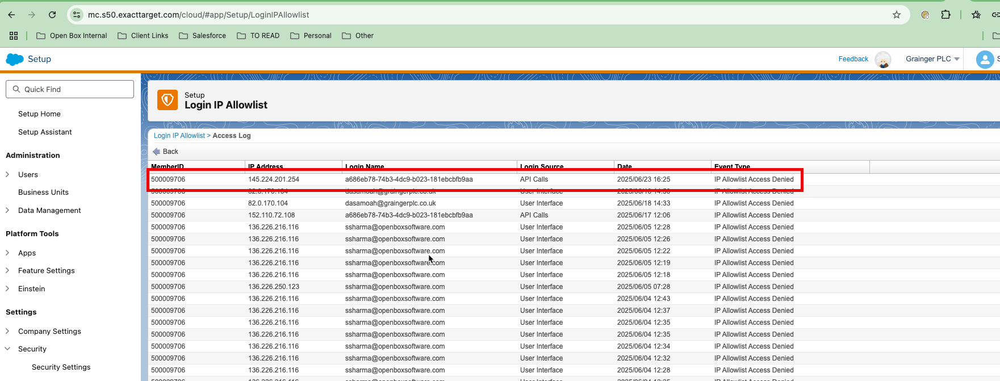 mc.s50.exacttarget.com/cloud/#app/Setup/LoginIPAllowlist
Open Box Internal Client Links Salesforce TO READ Personal Other
Setup
Feedback Grainger PLC
Quick Find
Setup Home
Setup Assistant
Administration
Users
Business Units
Data Management
Platform Tools
Apps
Feature Settings
Einstein
Settings
Company Settings
Security
Security Settings
Setup
Login IP Allowlist
Login IP Allowlist > Access Log
Back
MemberID IP Address Login Name Login Source Date Event Type
500009706 145.224.201.254 a686eb78-74b3-4dc9-b023-181ebcbfb9aa API Calls 2025/06/23 16:25 IP Allowlist Access Denied
500009706 82.0.170.104 dasamoah@graingerplc.co.uk User Interface IP Allowlist Access Denied
500009706 82.0.170.104 dasamoah@graingerplc.co.uk User Interface 2025/06/18 14:33 IP Allowlist Access Denied
500009706 152.110.72.108 a686eb78-74b3-4dc9-b023-181ebcbfb9aa API Calls 2025/06/17 12:06 IP Allowlist Access Denied
500009706 136.226.216.116 ssharma@openboxsoftware.com User Interface 2025/06/05 12:28 IP Allowlist Access Denied
500009706 136.226.216.116 ssharma@openboxsoftware.com User Interface 2025/06/05 12:26 IP Allowlist Access Denied
500009706 136.226.216.116 ssharma@openboxsoftware.com User Interface 2025/06/05 12:22 IP Allowlist Access Denied
500009706 136.226.216.116 ssharma@openboxsoftware.com User Interface 2025/06/05 12:19 IP Allowlist Access Denied
500009706 136.226.216.116 ssharma@openboxsoftware.com User Interface 2025/06/05 12:18 IP Allowlist Access Denied
500009706 136.226.250.123 ssharma@openboxsoftware.com User Interface 2025/06/05 07:28 IP Allowlist Access Denied
500009706 136.226.216.116 ssharma@openboxsoftware.com User Interface 2025/06/04 12:43 IP Allowlist Access Denied
500009706 136.226.216.116 ssharma@openboxsoftware.com User Interface 2025/06/04 12:37 IP Allowlist Access Denied
500009706 136.226.216.116 ssharma@openboxsoftware.com User Interface 2025/06/04 12:35 IP Allowlist Access Denied
500009706 136.226.216.116 ssharma@openboxsoftware.com User Interface 2025/06/04 12:35 IP Allowlist Access Denied
500009706 136.226.216.116 ssharma@openboxsoftware.com User Interface 2025/06/04 12:34 IP Allowlist Access Denied
500009706 136.226.216.116 ssharma@openboxsoftware.com User Interface 2025/06/04 12:32 IP Allowlist Access Denied
500009706 136.226.216.116 ssharma@openboxsoftware.com User Interface 2025/06/04 12:28 IP Allowlist Access Denied